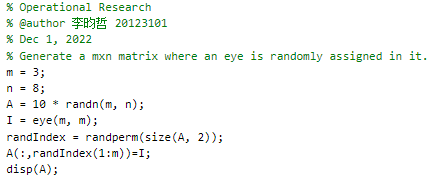 % Operational Research
% @author 李昀哲 20123101
% Dec 1, 2022
% Generate a mxn matrix where an eye is randomly assigned in it.
m = 3;
n = 8;
A = 10 * randn(m, n);
I = eye(m, m);
randIndex = randperm(size(A, 2));
A(:,randIndex(1:m))=I;
disp(A);